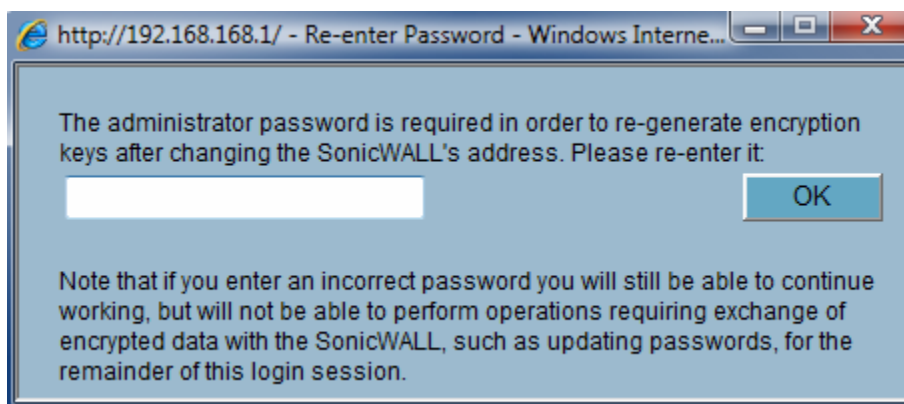 http://192.168.168.1/ - Re-enter Password - Windows Interne...
The administrator password is required in order to re-generate encryption
keys after changing the SonicWALL's address. Please re-enter it:
OK
Note that if you enter an incorrect password you will still be able to continue
working, but will not be able to perform operations requiring exchange of
encrypted data with the SonicWALL, such as updating passwords, for the
remainder of this login session.